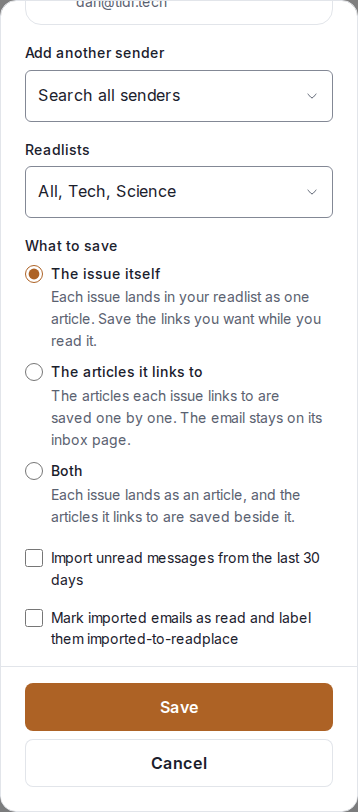 dan@tldr.tech
Add another sender
Search all senders
Readlists
All, Tech, Science
What to save
The issue itself
Each issue lands in your readlist as one
article. Save the links you want while you
read it.
The articles it links to
The articles each issue links to are
saved one by one. The email stays on its
inbox page.
Both
Each issue lands as an article, and the
articles it links to are saved beside it.
Import unread messages from the last 30
days
Mark imported emails as read and label
them imported-to-readplace
Save
Cancel